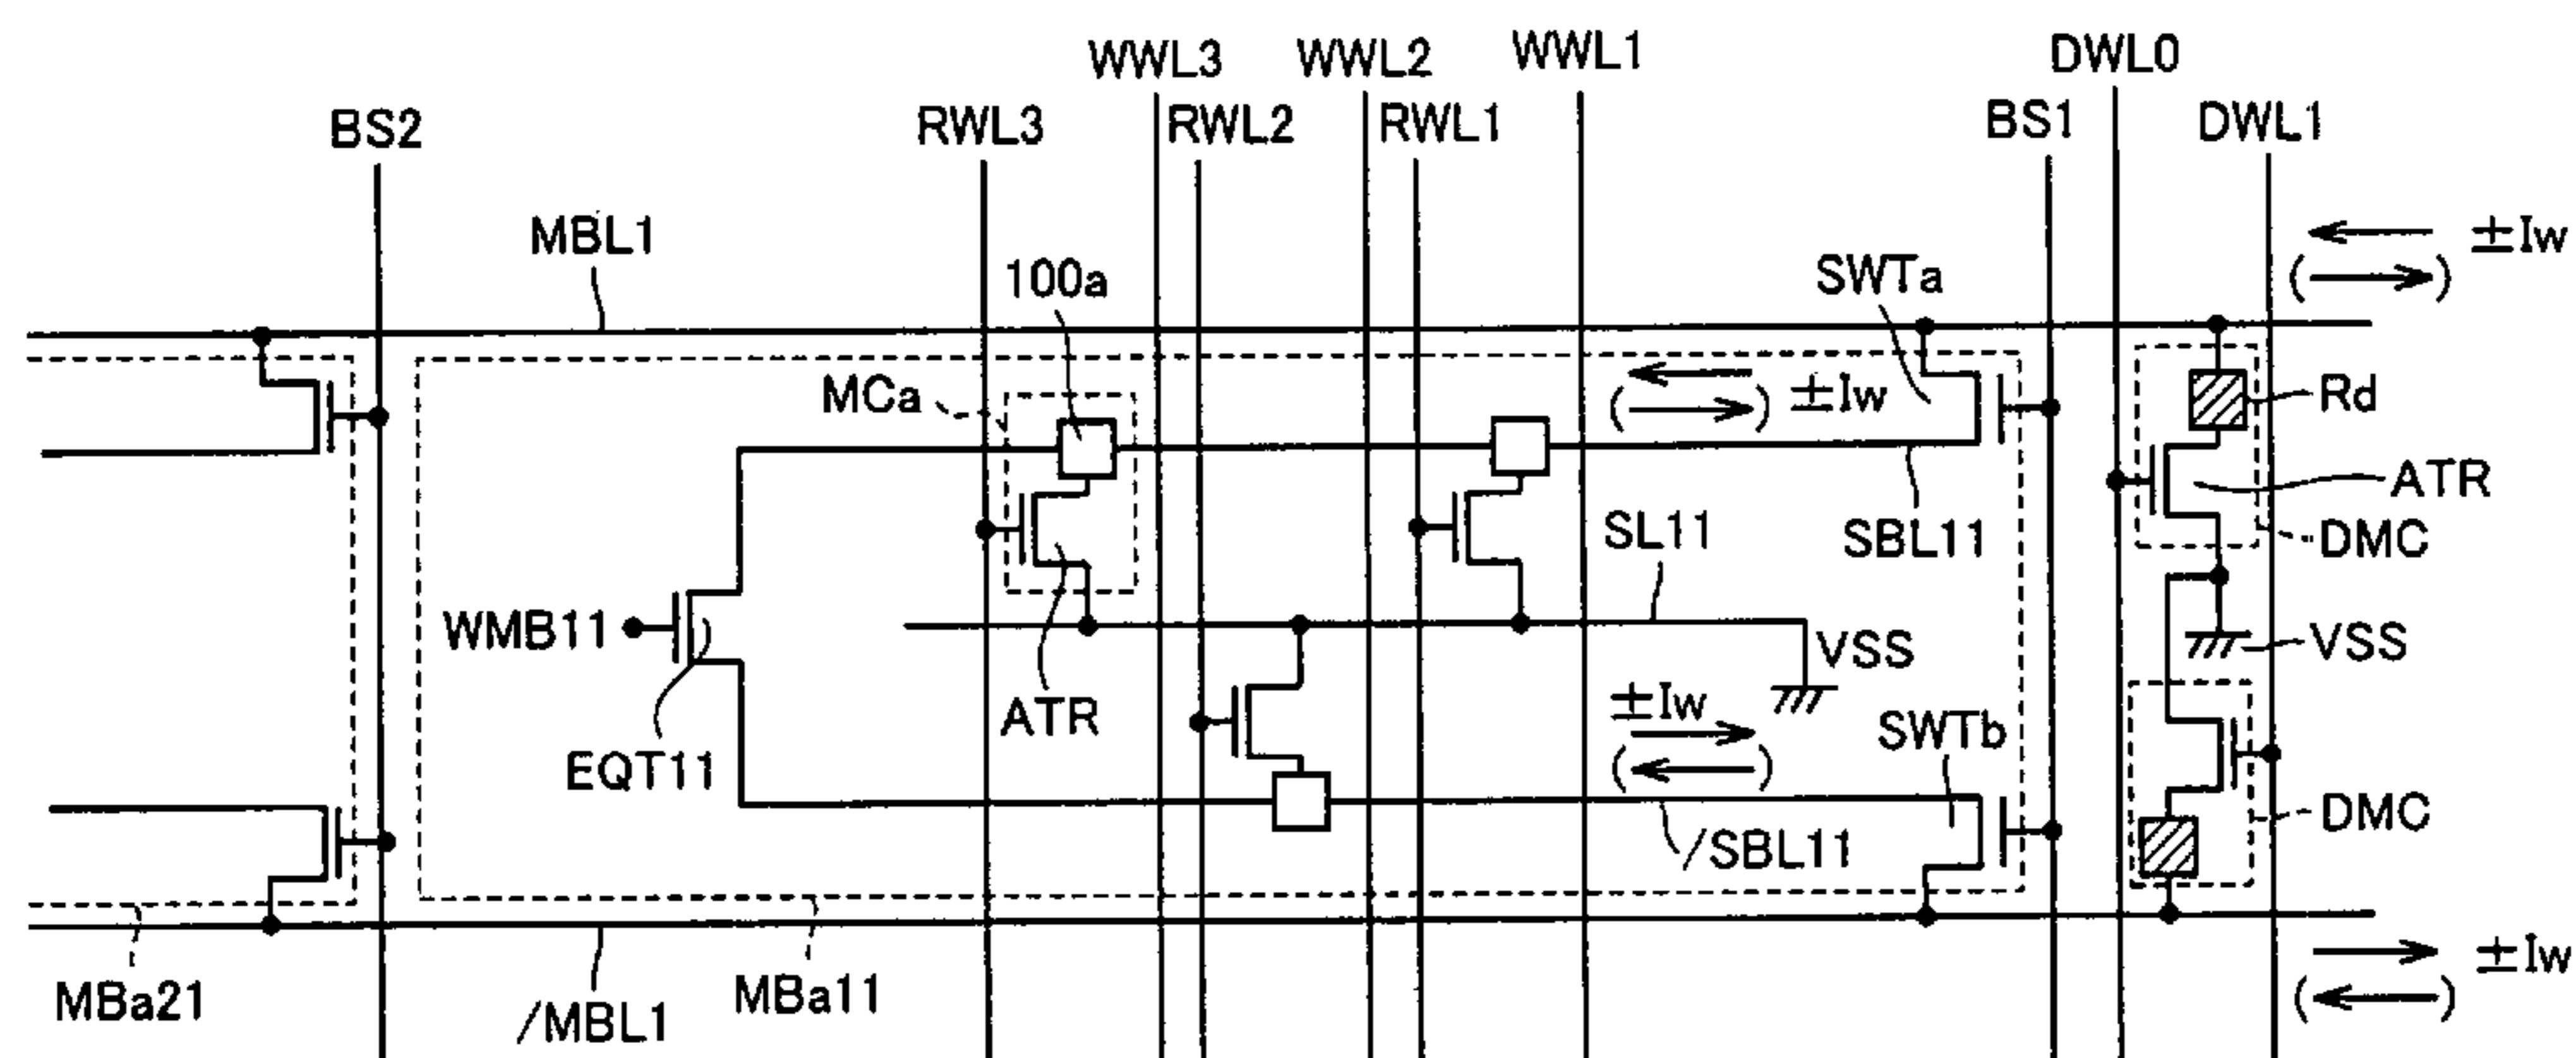 WWL3 WWL2 WWL1 DWL0
BS2 RWL3 RWL2 RWL1 BS1 DWL1
MBL1 ±Iw
100a SWTa
MCa ±Iw Rd
ATR
SL11 SBL11 DMC
WMB11 VSS VSS
ATR ±Iw SWTb
EQT11
/SBL11 DMC
MBa21 /MBL1 MBa11 ±Iw